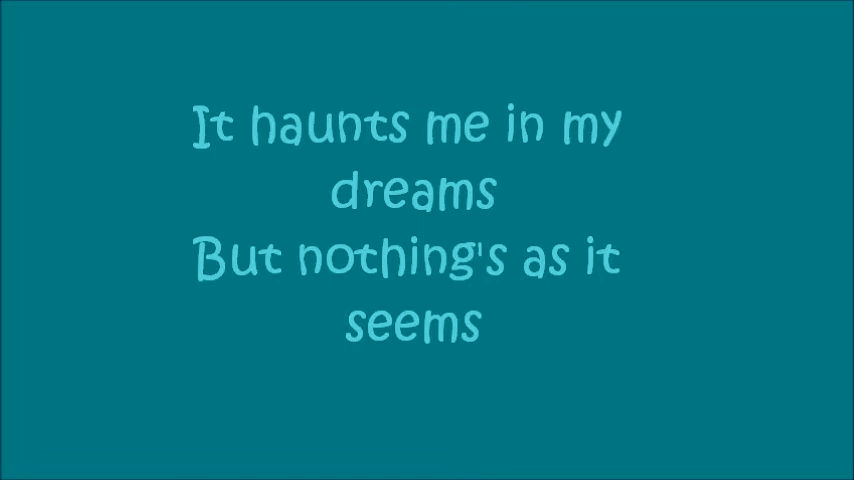 It haunts me in my
dreams
But nothing's as it
seems